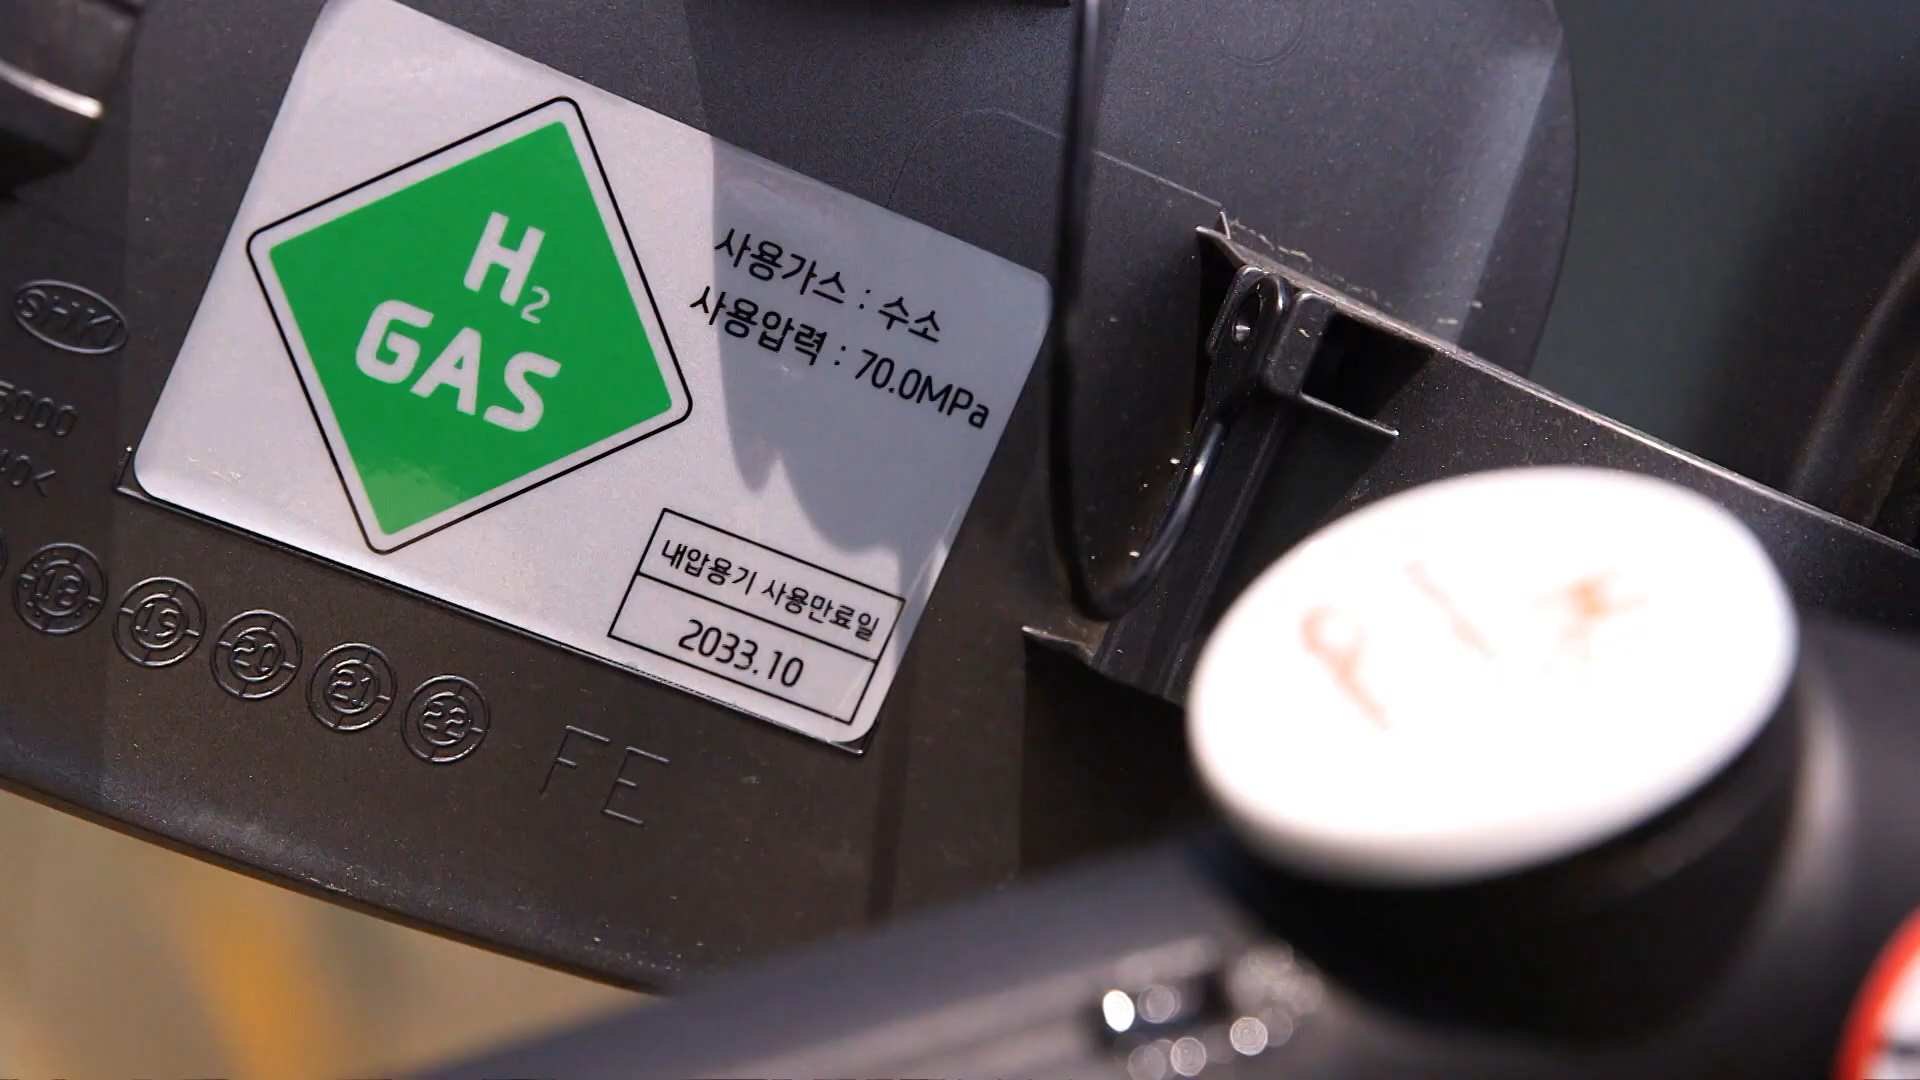 H₂
GAS
사용가스 : 수소
사용압력 : 70.0MPa
내압용기 사용만료일
2033.10
18
19
20
21
22
FE